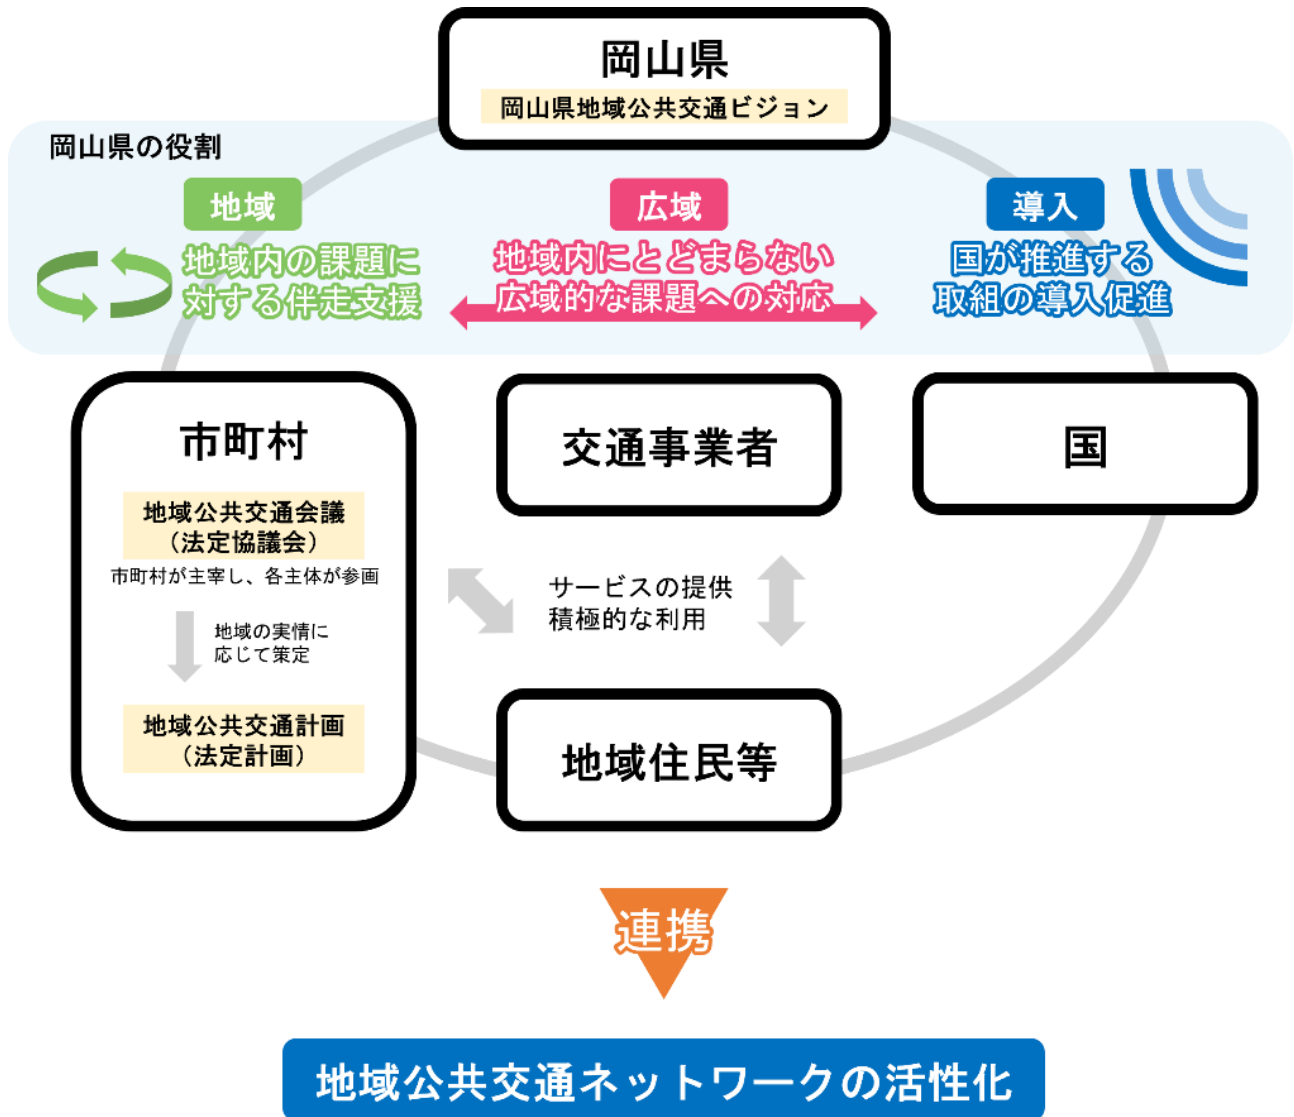 岡山県
岡山県地域公共交通ビジョン
岡山県の役割
地域
地域内の課題に
対する伴走支援
広域
地域内にとどまらない
広域的な課題への対応
導入
国が推進する
取組の導入促進
市町村
地域公共交通会議
（法定協議会）
市町村が主宰し、各主体が参画
地域の実情に
応じて策定
地域公共交通計画
（法定計画）
交通事業者
国
サービスの提供
積極的な利用
地域住民等
連携
地域公共交通ネットワークの活性化